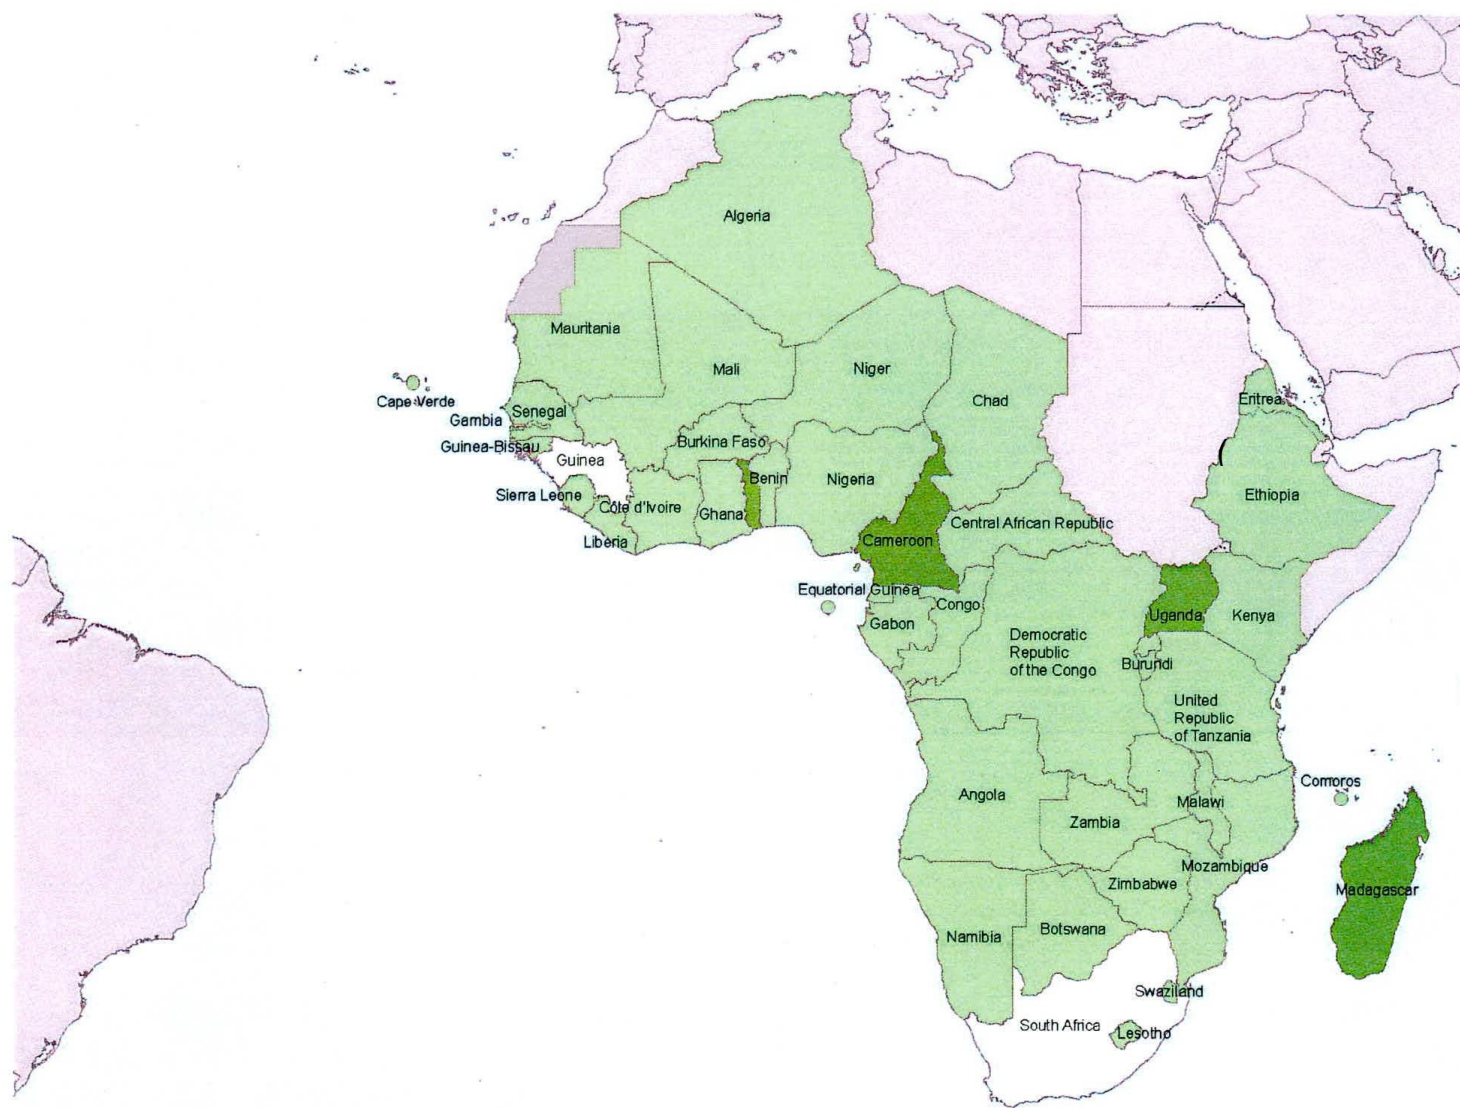 Algeria
Mauritania
Mali
Niger
Chad
Cape Verde
Senegal
Gambia
Eritrea
Guinea-Bissau
Burkina Faso
Guinea
Benin
Nigeria
Ethiopia
Sierra Leone
Côte d'Ivoire
Ghana
Central African Republic
Liberia
Cameroon
Equatorial Guinea
Congo
Uganda
Kenya
Gabon
Democratic
Republic
of the Congo
Burundi
United
Republic
of Tanzania
Comoros
Angola
Malawi
Zambia
Mozambique
Zimbabwe
Madagascar
Namibia
Botswana
Swaziland
South Africa
Lesotho